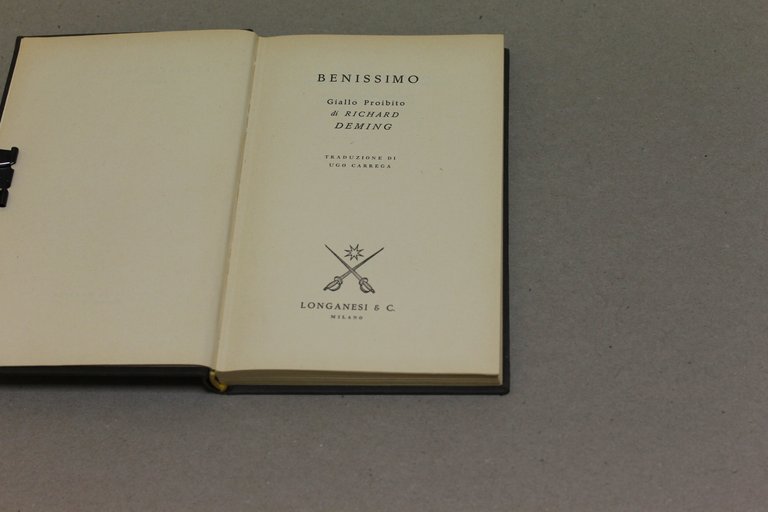 BENISSIMO
Giallo Proibito
di RICHARD
DEMING
TRADUZIONE DI
UGO CARREGA
LONGANESI & C.
MILANO